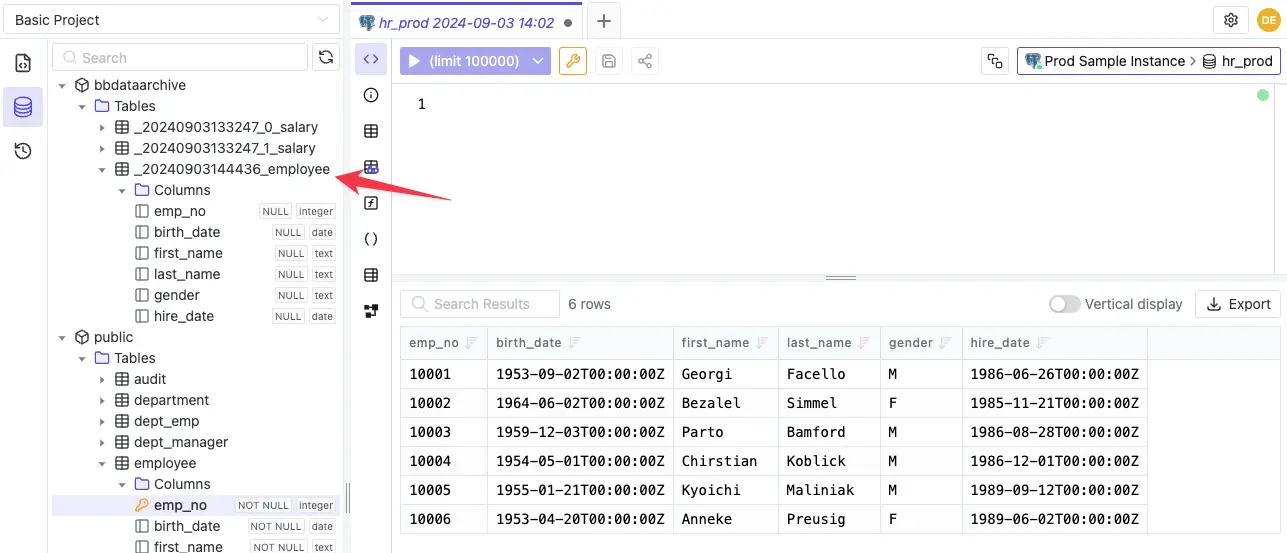 Basic Project
Search
bbdataarchive
Tables
_20240903133247_0_salary
_20240903133247_1_salary
_20240903144436_employee
Columns
emp_no NULL integer
birth_date NULL date
first_name NULL text
last_name NULL text
gender NULL text
hire_date NULL date
public
Tables
audit
department
dept_emp
dept_manager
employee
Columns
emp_no NOT NULL integer
birth_date NOT NULL date
first_name NOT NULL text
hr_prod 2024-09-03 14:02
DE
(limit 100000)
Prod Sample Instance > hr_prod
1
Search Results 6 rows Vertical display Export
emp_no birth_date first_name last_name gender hire_date
10001 1953-09-02T00:00:00Z Georgi Facello M 1986-06-26T00:00:00Z
10002 1964-06-02T00:00:00Z Bezalel Simmel F 1985-11-21T00:00:00Z
10003 1959-12-03T00:00:00Z Parto Bamford M 1986-08-28T00:00:00Z
10004 1954-05-01T00:00:00Z Chirstian Koblick M 1986-12-01T00:00:00Z
10005 1955-01-21T00:00:00Z Kyoichi Maliniak M 1989-09-12T00:00:00Z
10006 1953-04-20T00:00:00Z Anneke Preusig F 1989-06-02T00:00:00Z